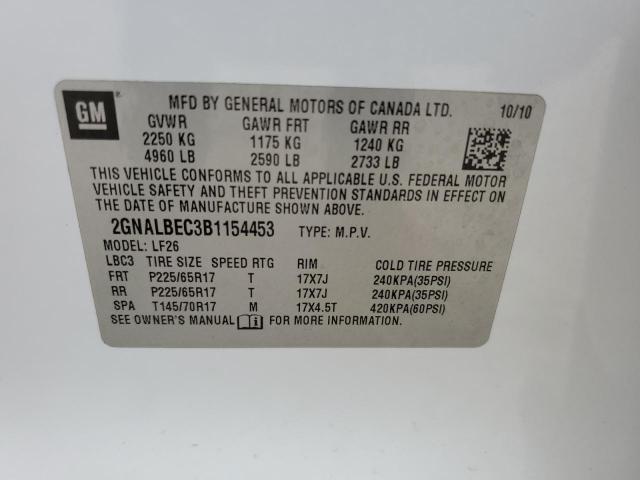 GM® MFD BY GENERAL MOTORS OF CANADA LTD. 10/10
GVWR GAWR FRT GAWR RR
2250 KG 1175 KG 1240 KG
4960 LB 2590 LB 2733 LB
THIS VEHICLE CONFORMS TO ALL APPLICABLE U.S. FEDERAL MOTOR
VEHICLE SAFETY AND THEFT PREVENTION STANDARDS IN EFFECT ON
THE DATE OF MANUFACTURE SHOWN ABOVE.
2GNALBEC3B1154453 TYPE: M.P.V.
MODEL: LF26
LBC3 TIRE SIZE SPEED RTG RIM COLD TIRE PRESSURE
FRT P225/65R17 T 17X7J 240KPA(35PSI)
RR P225/65R17 T 17X7J 240KPA(35PSI)
SPA T145/70R17 M 17X4.5T 420KPA(60PSI)
SEE OWNER'S MANUAL FOR MORE INFORMATION.